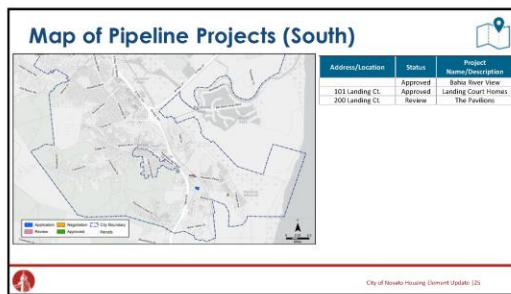 Map of Pipeline Projects (South)
Address/Location Status Project Name/Description
Approved Bahia River View
101 Landing Ct. Approved Landing Court Homes
200 Landing Ct. Review The Pavilions
Application Negotiation City Boundary
Review Approved Parcels
City of Novato Housing Element Update |25